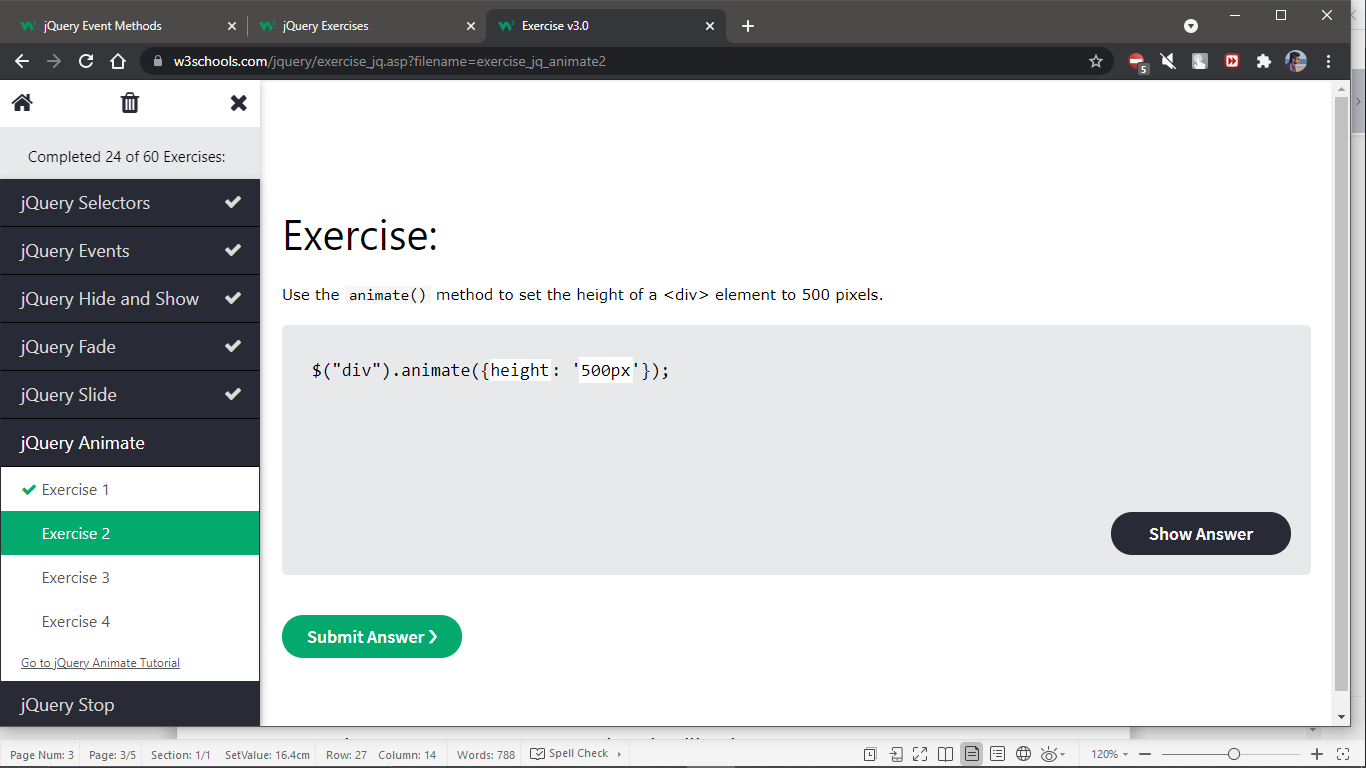 jQuery Event Methods
jQuery Exercises
Exercise v3.0
w3schools.com/jquery/exercise_jq.asp?filename=exercise_jq_animate2
5
Completed 24 of 60 Exercises:
jQuery Selectors
jQuery Events
jQuery Hide and Show
jQuery Fade
jQuery Slide
jQuery Animate
Exercise 1
Exercise 2
Exercise 3
Exercise 4
Go to jQuery Animate Tutorial
jQuery Stop
Exercise:
Use the animate() method to set the height of a <div> element to 500 pixels.
$("div").animate({height: '500px'});
Show Answer
Submit Answer ❯
Page Num: 3 Page: 3/5 Section: 1/1 SetValue: 16.4cm Row: 27 Column: 14 Words: 788 Spell Check 120%